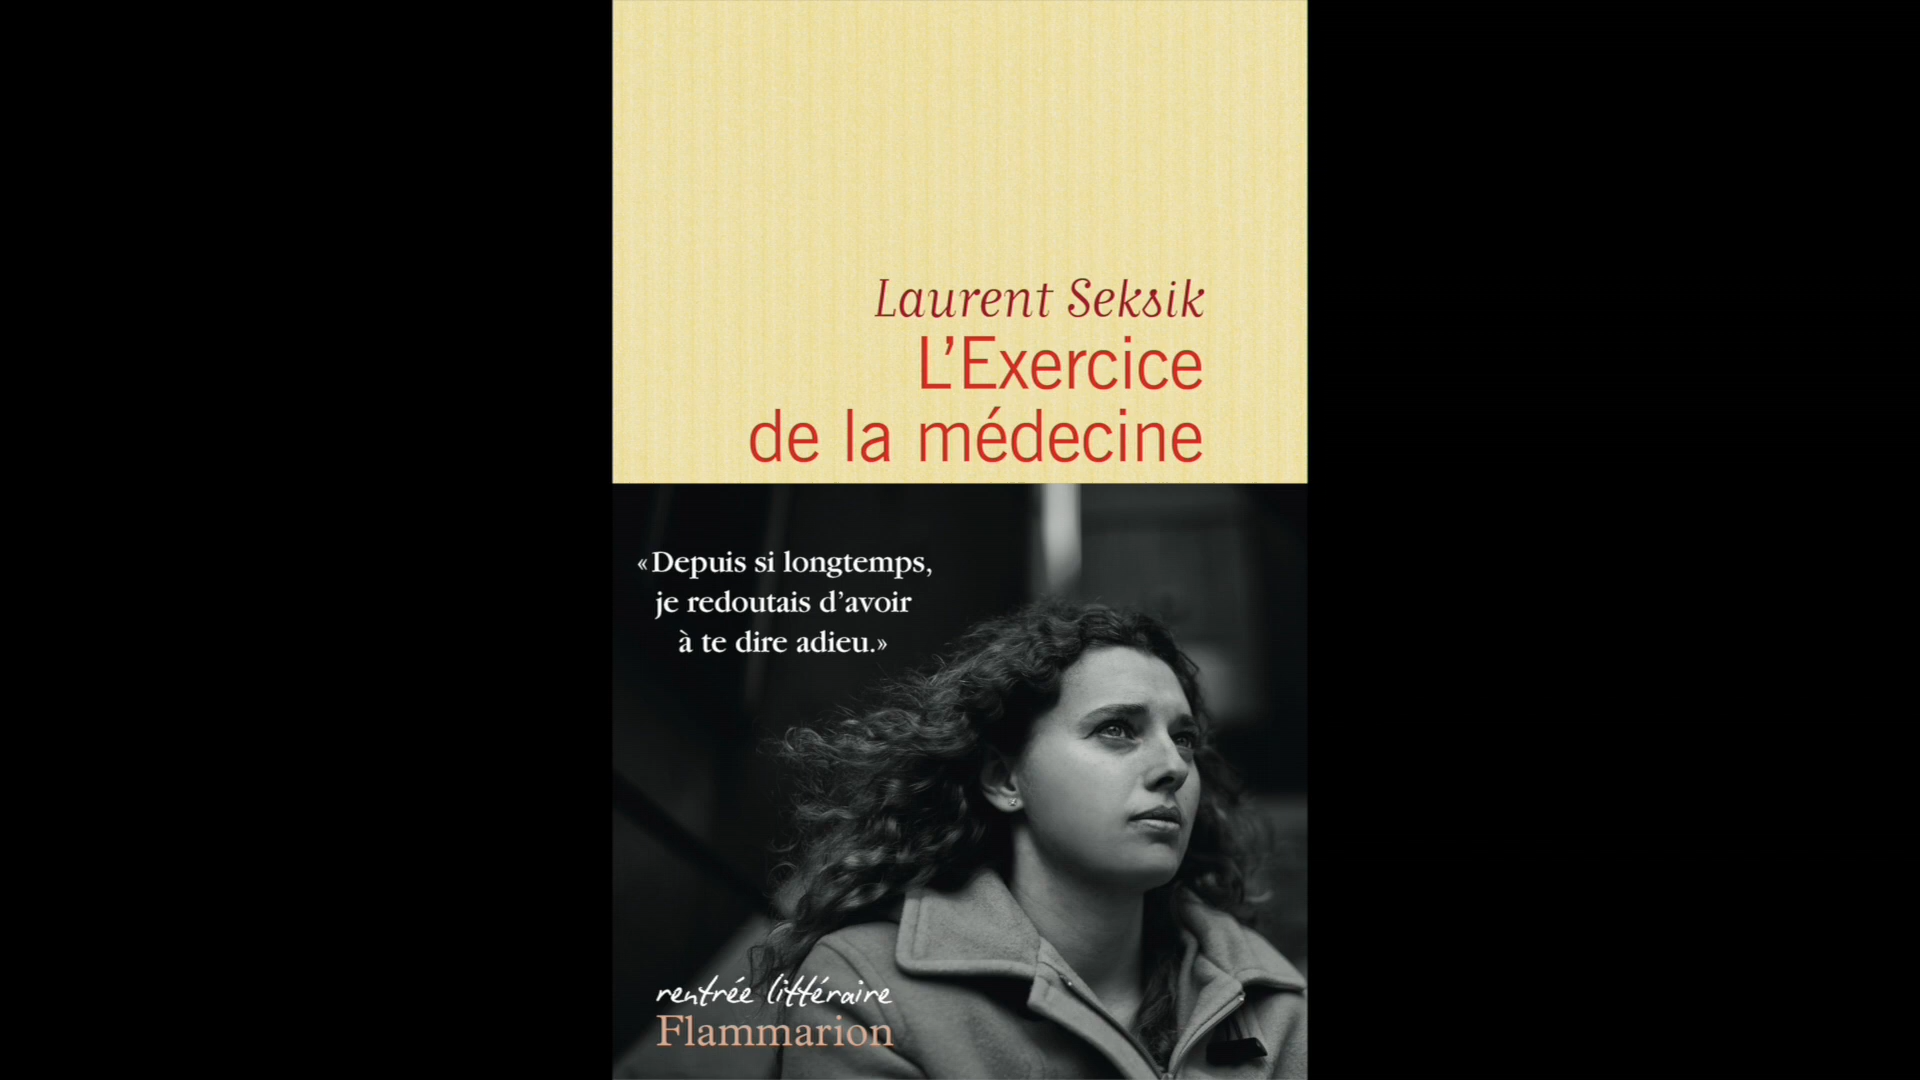 Laurent Seksik
L’Exercice
de la médecine
«Depuis si longtemps,
je redoutais d’avoir
à te dire adieu.»
rentrée littéraire
Flammarion